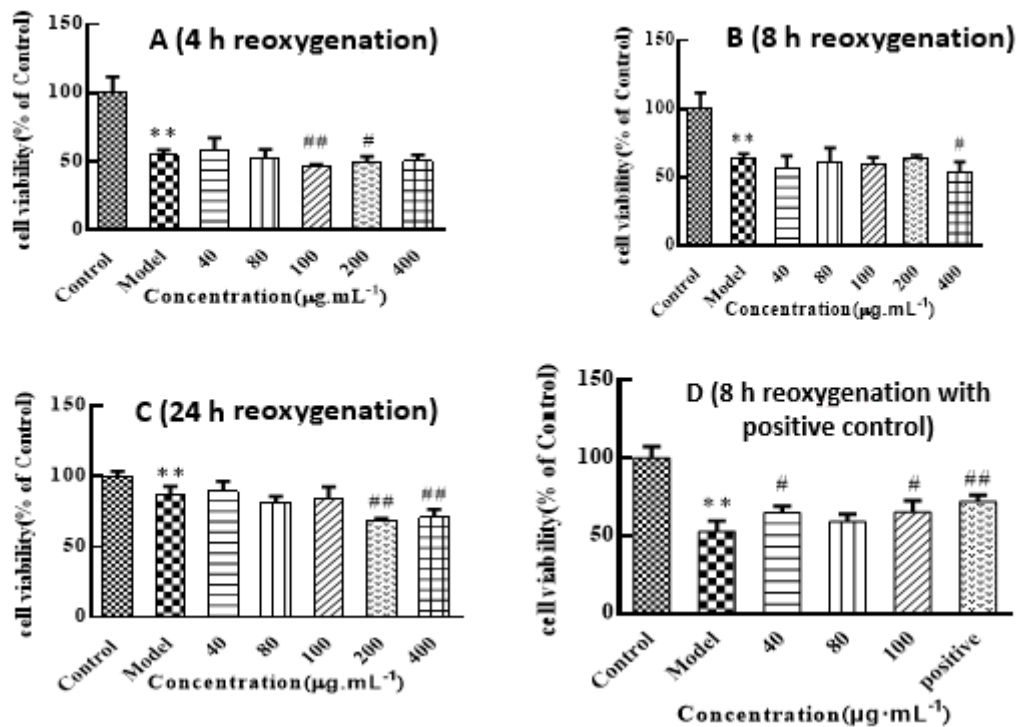 A (4 h reoxygenation)
cell viability(% of Control)
150
100
50
0
**
##
#
Control
Model
40
80
100
200
400
Concentration(μg.mL⁻¹)
B (8 h reoxygenation)
cell viability(% of Control)
150
100
50
0
**
#
Control
Model
40
80
100
200
400
Concentration(μg.mL⁻¹)
C (24 h reoxygenation)
cell viability(% of Control)
150
100
50
0
**
##
##
Control
Model
40
80
100
200
400
Concentration(μg.mL⁻¹)
D (8 h reoxygenation with
positive control)
cell viability(% of Control)
150
100
50
0
**
#
#
##
Control
Model
40
80
100
positive
Concentration(μg·mL⁻¹)